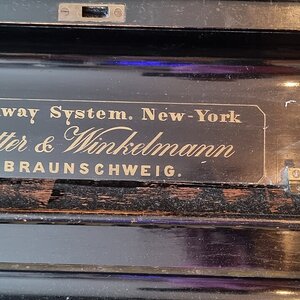 way System. New-York
tter & Winkelmann
BRAUNSCHWEIG.